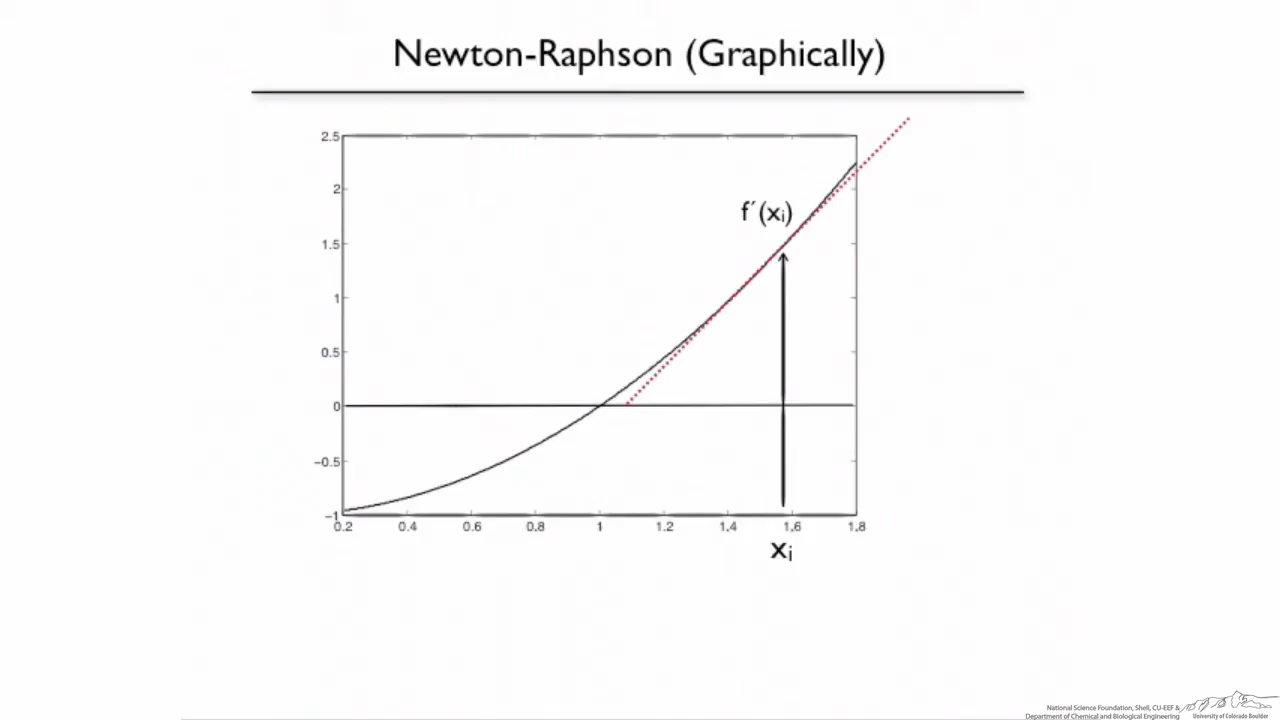 Newton-Raphson (Graphically)
2.5
2
f´(xᵢ)
1.5
1
0.5
0
−0.5
−1
0.2 0.4 0.6 0.8 1 1.2 1.4 1.6 1.8
xᵢ
National Science Foundation, Shell, CU-EEF &
Department of Chemical and Biological Engineering
University of Colorado Boulder